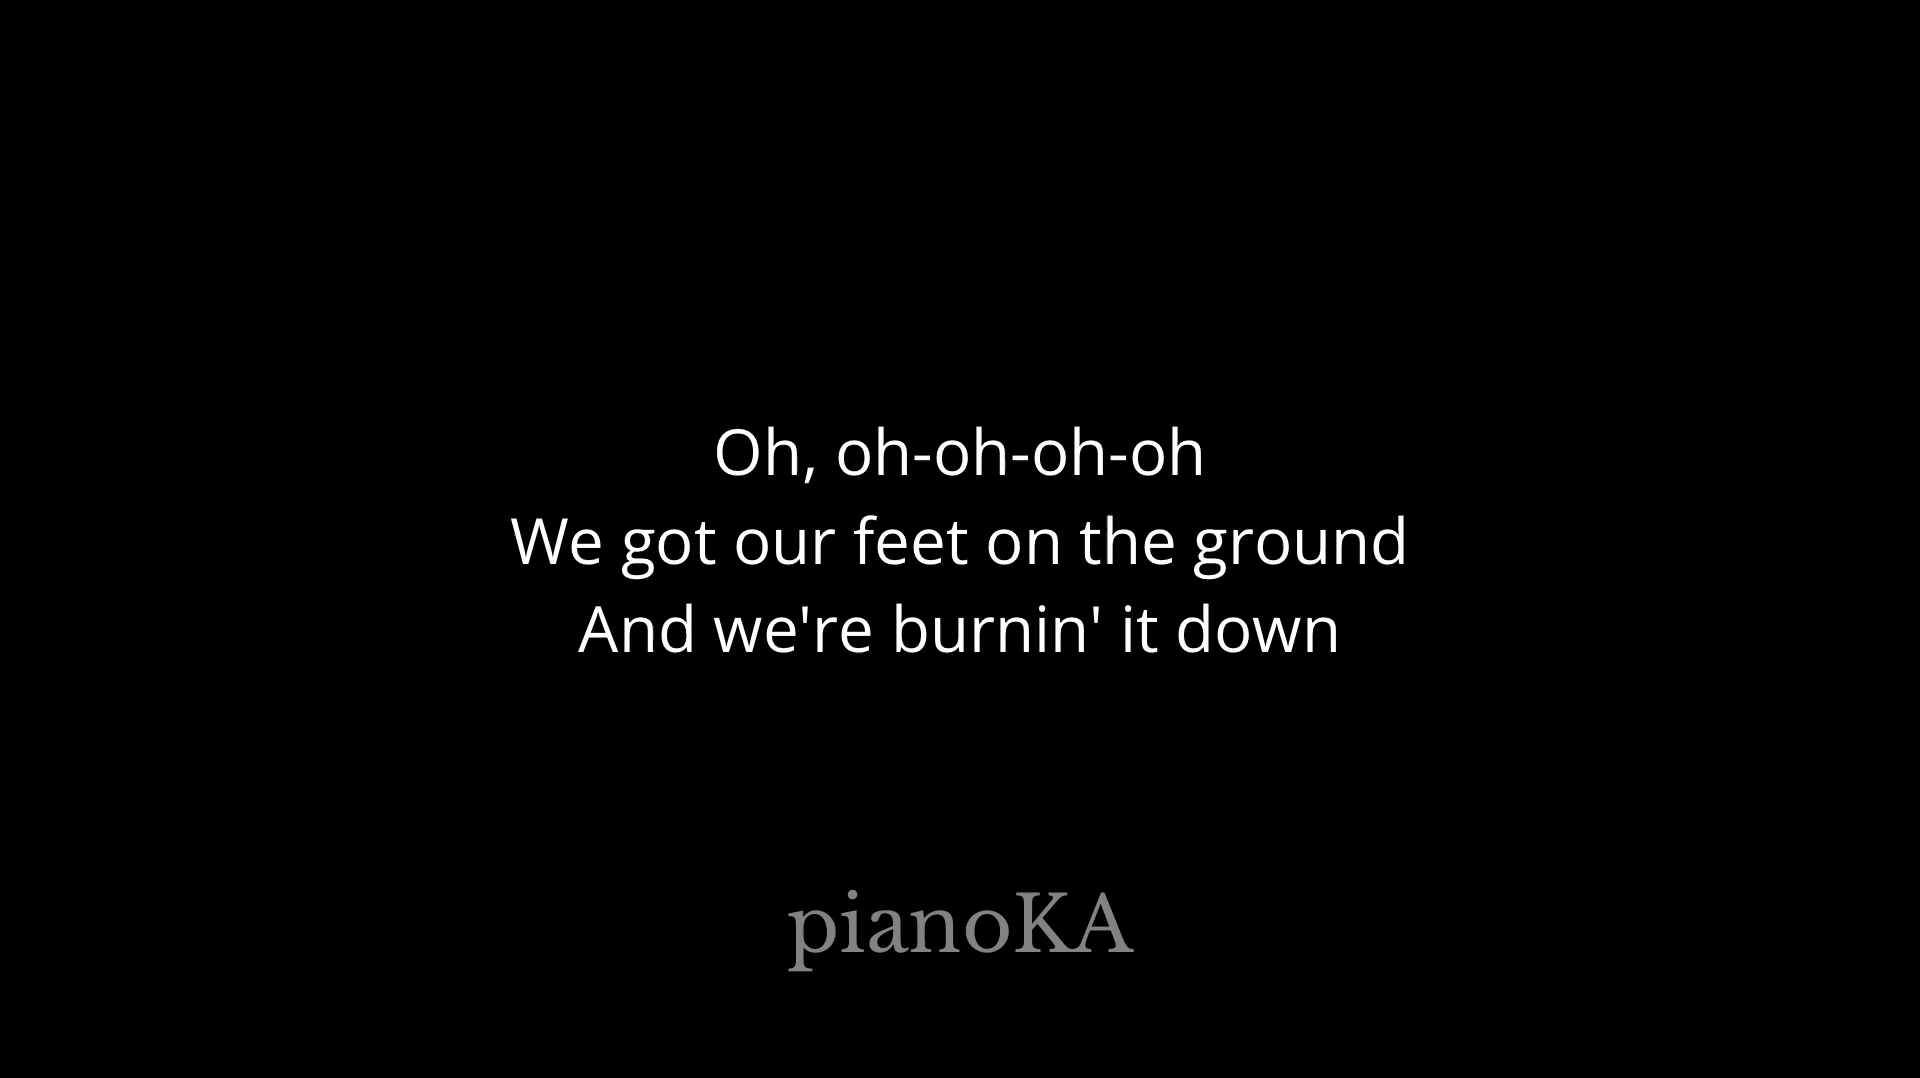 Oh, oh-oh-oh-oh
We got our feet on the ground
And we're burnin' it down
pianoKA